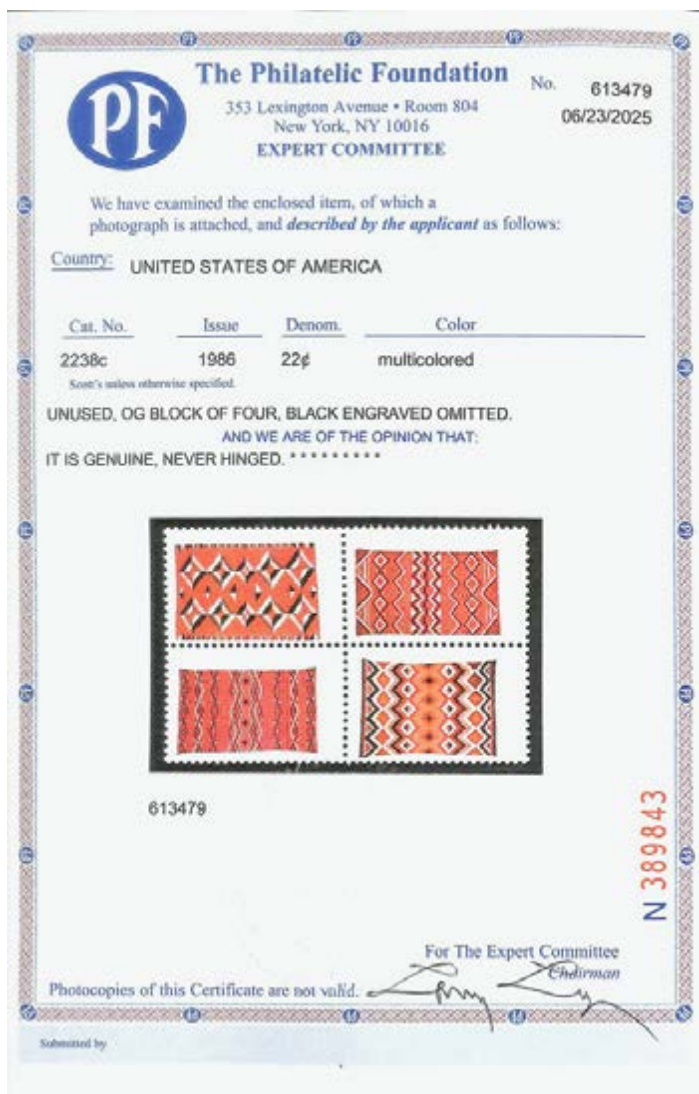 PF
The Philatelic Foundation
No. 613479
353 Lexington Avenue • Room 804
06/23/2025
New York, NY 10016
EXPERT COMMITTEE
We have examined the enclosed item, of which a
photograph is attached, and described by the applicant as follows:
Country: UNITED STATES OF AMERICA
Cat. No. Issue Denom. Color
2238c 1986 22¢ multicolored
Scott's unless otherwise specified.
UNUSED, OG BLOCK OF FOUR, BLACK ENGRAVED OMITTED.
AND WE ARE OF THE OPINION THAT:
IT IS GENUINE, NEVER HINGED. * * * * * * * * *
613479
N 389843
For The Expert Committee
Chairman
Photocopies of this Certificate are not valid.
Submitted by